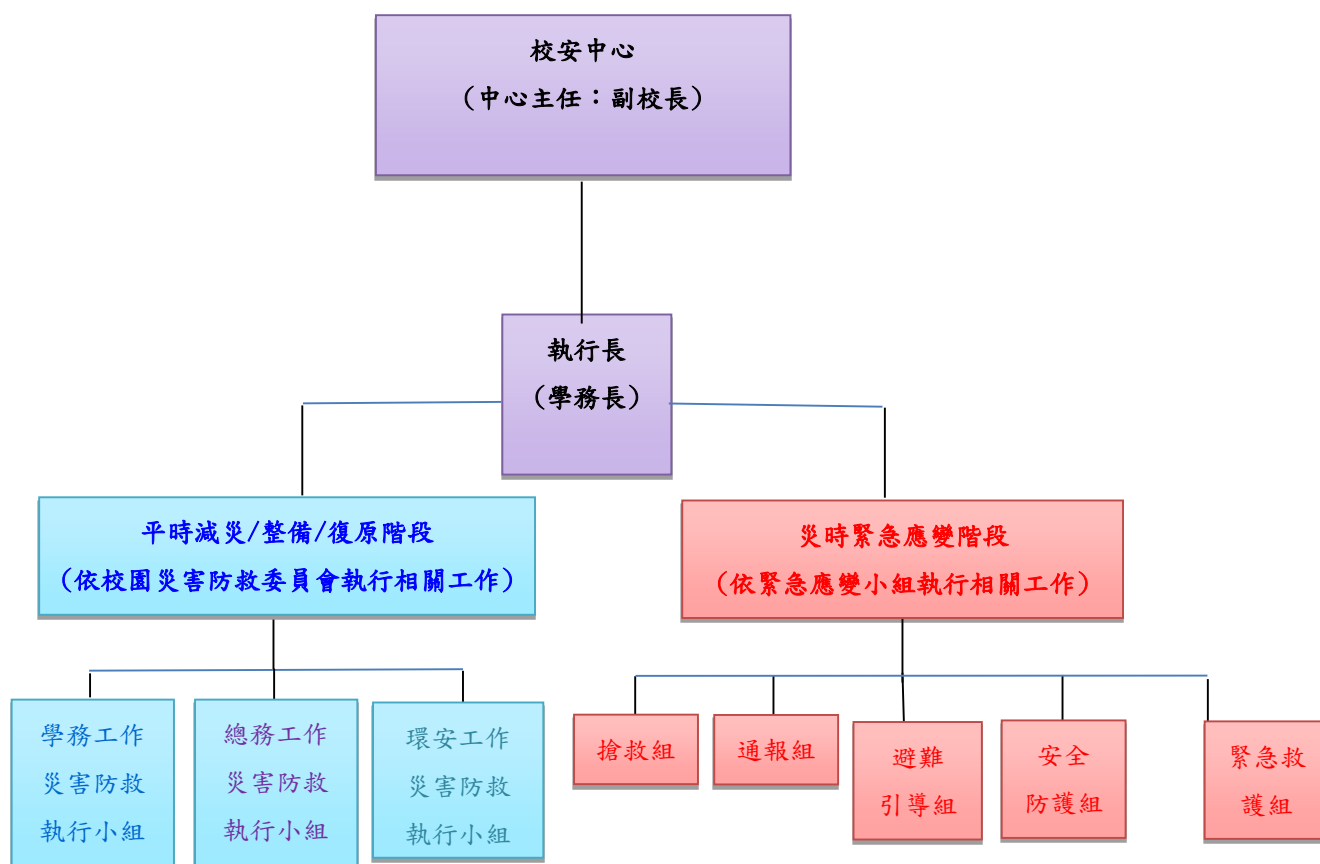 校安中心
(中心主任：副校長)
執行長
(學務長)
平時減災/整備/復原階段
(依校園災害防救委員會執行相關工作)
災時緊急應變階段
(依緊急應變小組執行相關工作)
學務工作
災害防救
執行小組
總務工作
災害防救
執行小組
環安工作
災害防救
執行小組
搶救組
通報組
避難
引導組
安全
防護組
緊急救
護組